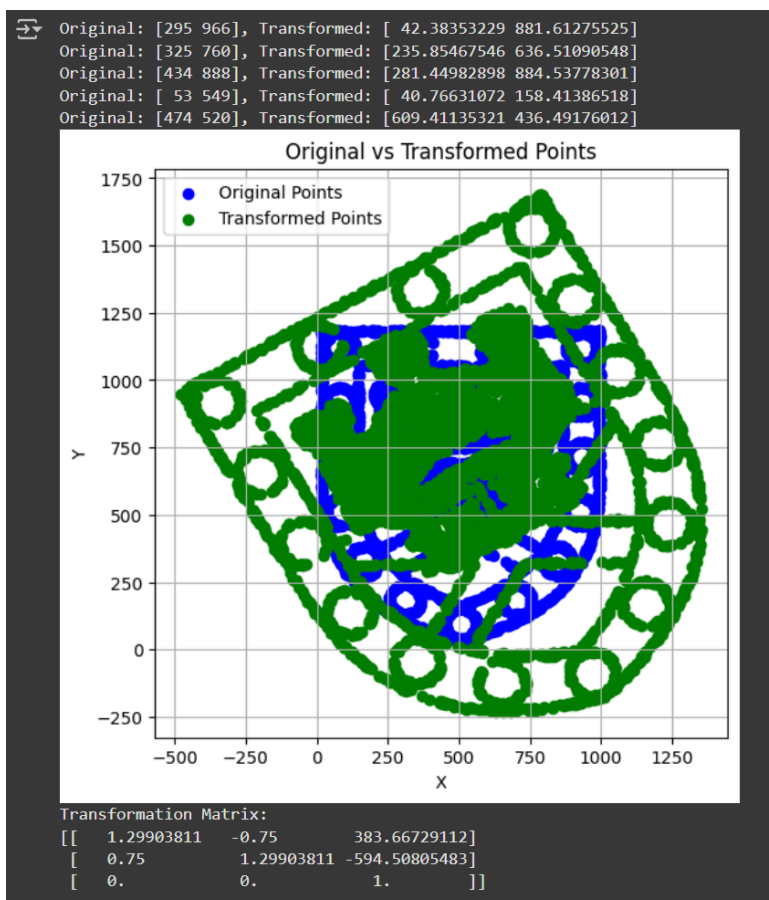 Original: [295 966], Transformed: [ 42.38353229 881.61275525]
Original: [325 760], Transformed: [235.85467546 636.51090548]
Original: [434 888], Transformed: [281.44982898 884.53778301]
Original: [ 53 549], Transformed: [ 40.76631072 158.41386518]
Original: [474 520], Transformed: [609.41135321 436.49176012]
Original vs Transformed Points
Original Points
Transformed Points
1750
1500
1250
1000
750
500
250
0
−250
Y
−500 −250 0 250 500 750 1000 1250
X
Transformation Matrix:
[[ 1.29903811 -0.75 383.66729112]
[ 0.75 1.29903811 -594.50805483]
[ 0. 0. 1. ]]